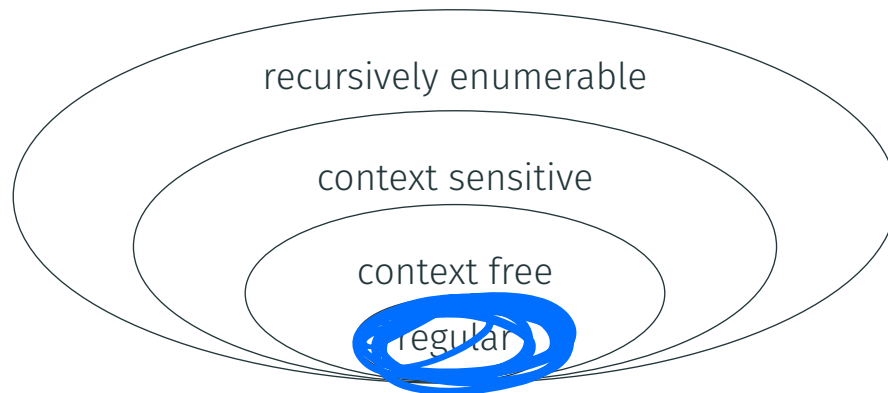 recursively enumerable
context sensitive
context free
regular